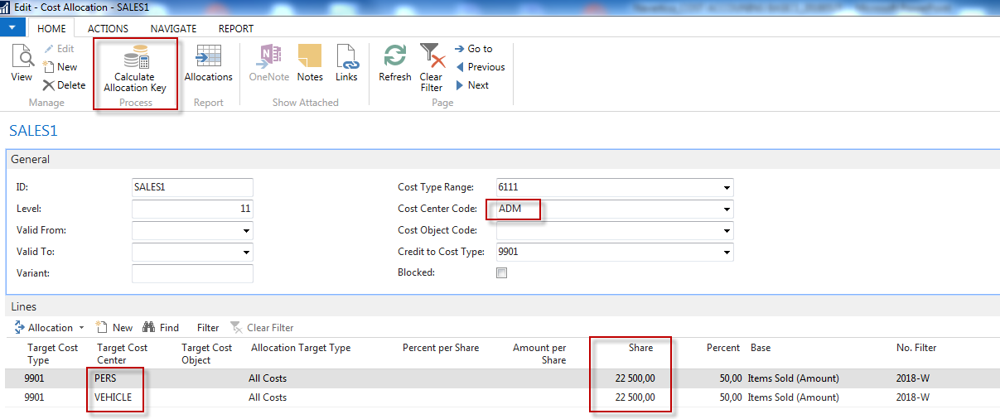 Edit - Cost Allocation - SALES1
HOME ACTIONS NAVIGATE REPORT
View
Edit
New
Delete
Manage
Calculate
Allocation Key
Process
Allocations
Report
OneNote Notes Links
Show Attached
Refresh
Clear
Filter
Go to
Previous
Next
Page
SALES1
General
ID: SALES1 Cost Type Range: 6111
Level: 11 Cost Center Code: ADM
Valid From: Cost Object Code:
Valid To: Credit to Cost Type: 9901
Variant: Blocked:
Lines
Allocation New Find Filter Clear Filter
Target Cost Target Cost Target Cost Allocation Target Type Percent per Share Amount per Share Percent Base No. Filter
Type Center Object Share
9901 PERS All Costs 22 500,00 50,00 Items Sold (Amount) 2018-W
9901 VEHICLE All Costs 22 500,00 50,00 Items Sold (Amount) 2018-W